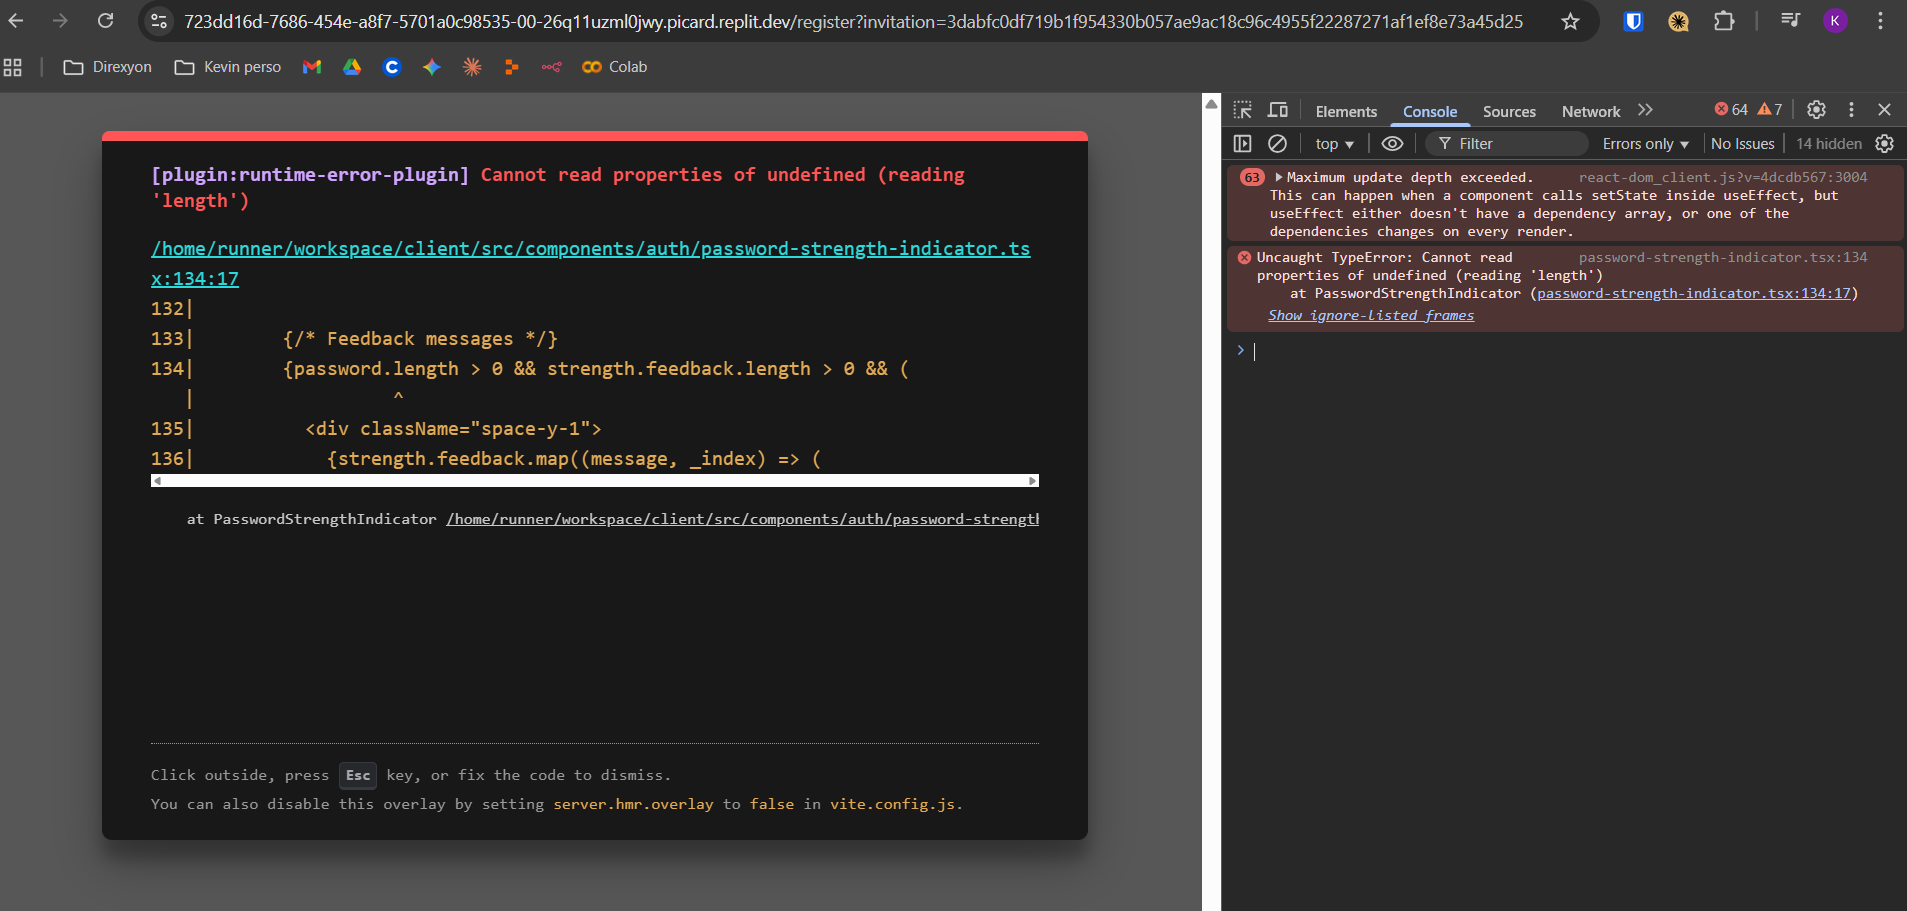 723dd16d-7686-454e-a8f7-5701a0c98535-00-26q11uzml0jwy.picard.replit.dev/register?invitation=3dabfc0df719b1f954330b057ae9ac18c96c4955f22287271af1ef8e73a45d25
K
Direxyon
Kevin perso
Colab
[plugin:runtime-error-plugin] Cannot read properties of undefined (reading
'length')
/home/runner/workspace/client/src/components/auth/password-strength-indicator.ts
x:134:17
132|
133|        {/* Feedback messages */}
134|        {password.length > 0 && strength.feedback.length > 0 && (
|                  ^
135|          <div className="space-y-1">
136|            {strength.feedback.map((message, _index) => (
at PasswordStrengthIndicator /home/runner/workspace/client/src/components/auth/password-strength
Click outside, press Esc key, or fix the code to dismiss.
You can also disable this overlay by setting server.hmr.overlay to false in vite.config.js.
Elements
Console
Sources
Network
64
7
top
Filter
Errors only
No Issues
14 hidden
63 Maximum update depth exceeded. react-dom_client.js?v=4dcdb567:3004
This can happen when a component calls setState inside useEffect, but
useEffect either doesn't have a dependency array, or one of the
dependencies changes on every render.
Uncaught TypeError: Cannot read password-strength-indicator.tsx:134
properties of undefined (reading 'length')
at PasswordStrengthIndicator (password-strength-indicator.tsx:134:17)
Show ignore-listed frames